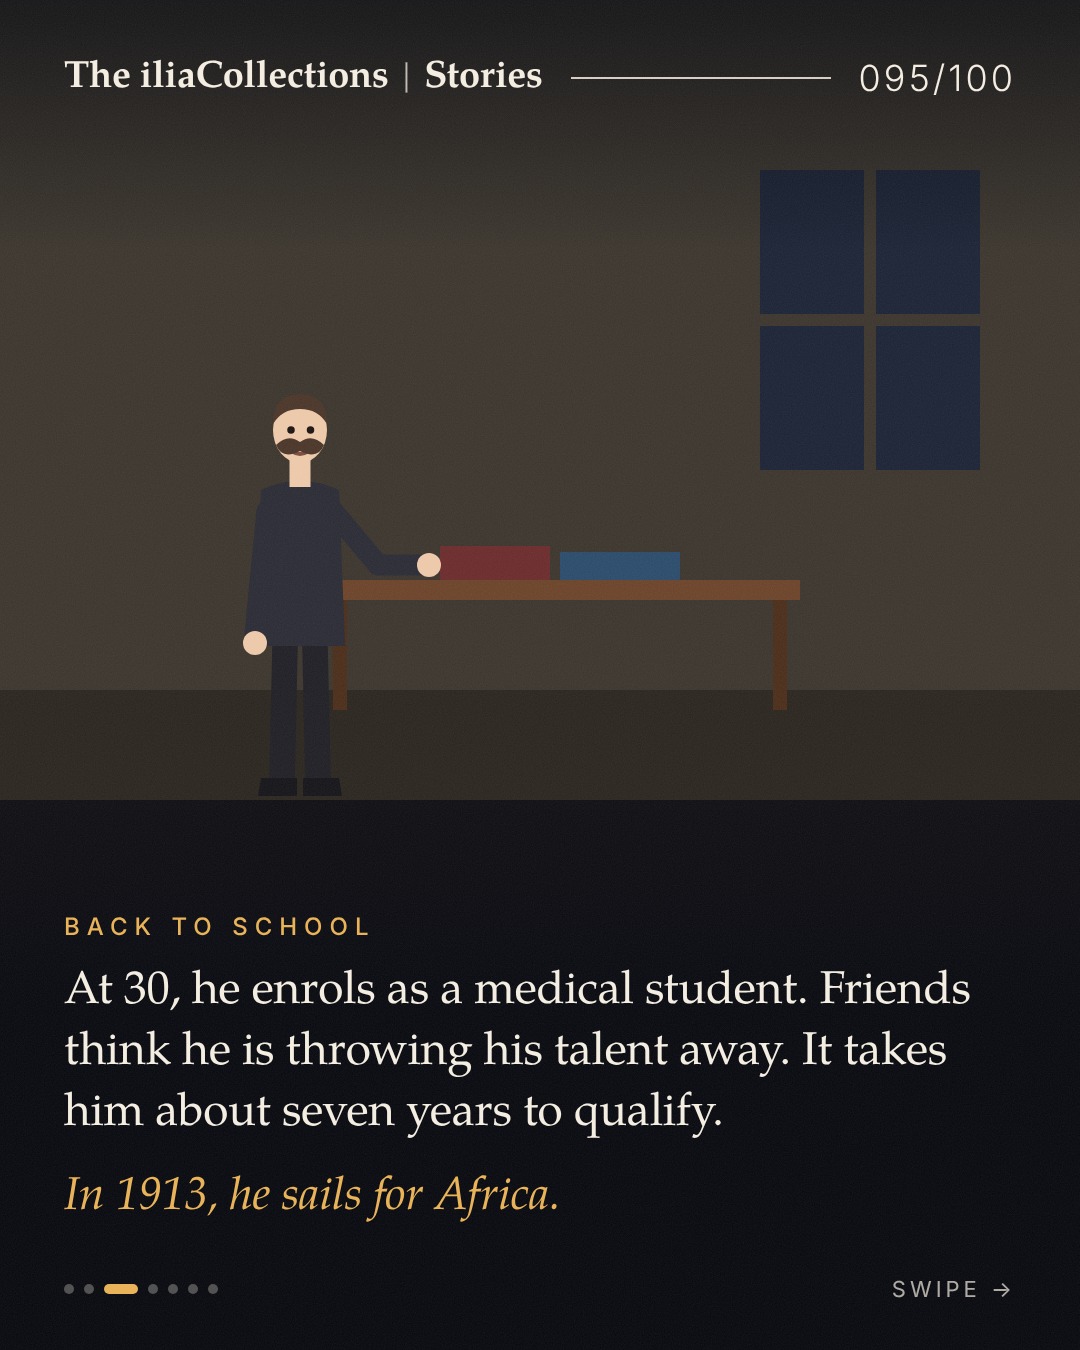 The iliaCollections | Stories 095/100
BACK TO SCHOOL
At 30, he enrols as a medical student. Friends
think he is throwing his talent away. It takes
him about seven years to qualify.
In 1913, he sails for Africa.
SWIPE →